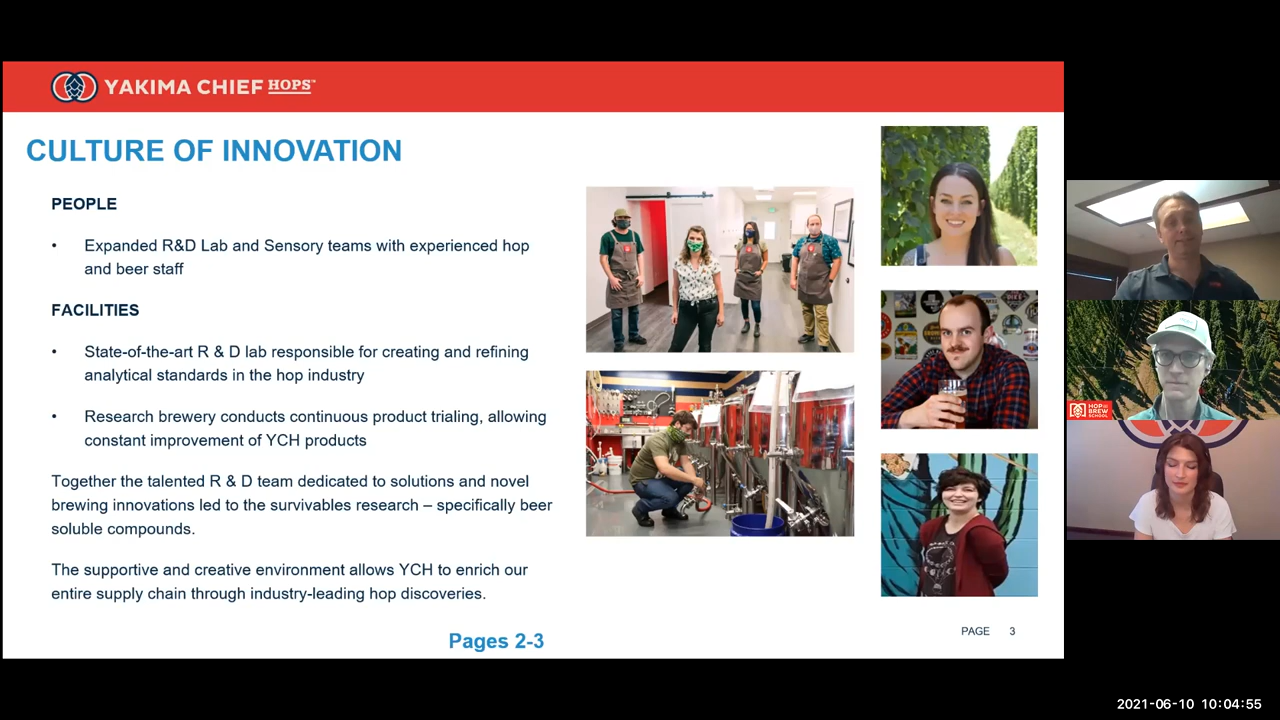 YAKIMA CHIEF HOPS™
CULTURE OF INNOVATION
PEOPLE
• Expanded R&D Lab and Sensory teams with experienced hop
and beer staff
FACILITIES
• State-of-the-art R & D lab responsible for creating and refining
analytical standards in the hop industry
• Research brewery conducts continuous product trialing, allowing
constant improvement of YCH products
Together the talented R & D team dedicated to solutions and novel
brewing innovations led to the survivables research – specifically beer
soluble compounds.
The supportive and creative environment allows YCH to enrich our
entire supply chain through industry-leading hop discoveries.
Pages 2-3
PAGE 3
HOP AND
BREW
SCHOOL
2021-06-10 10:04:55